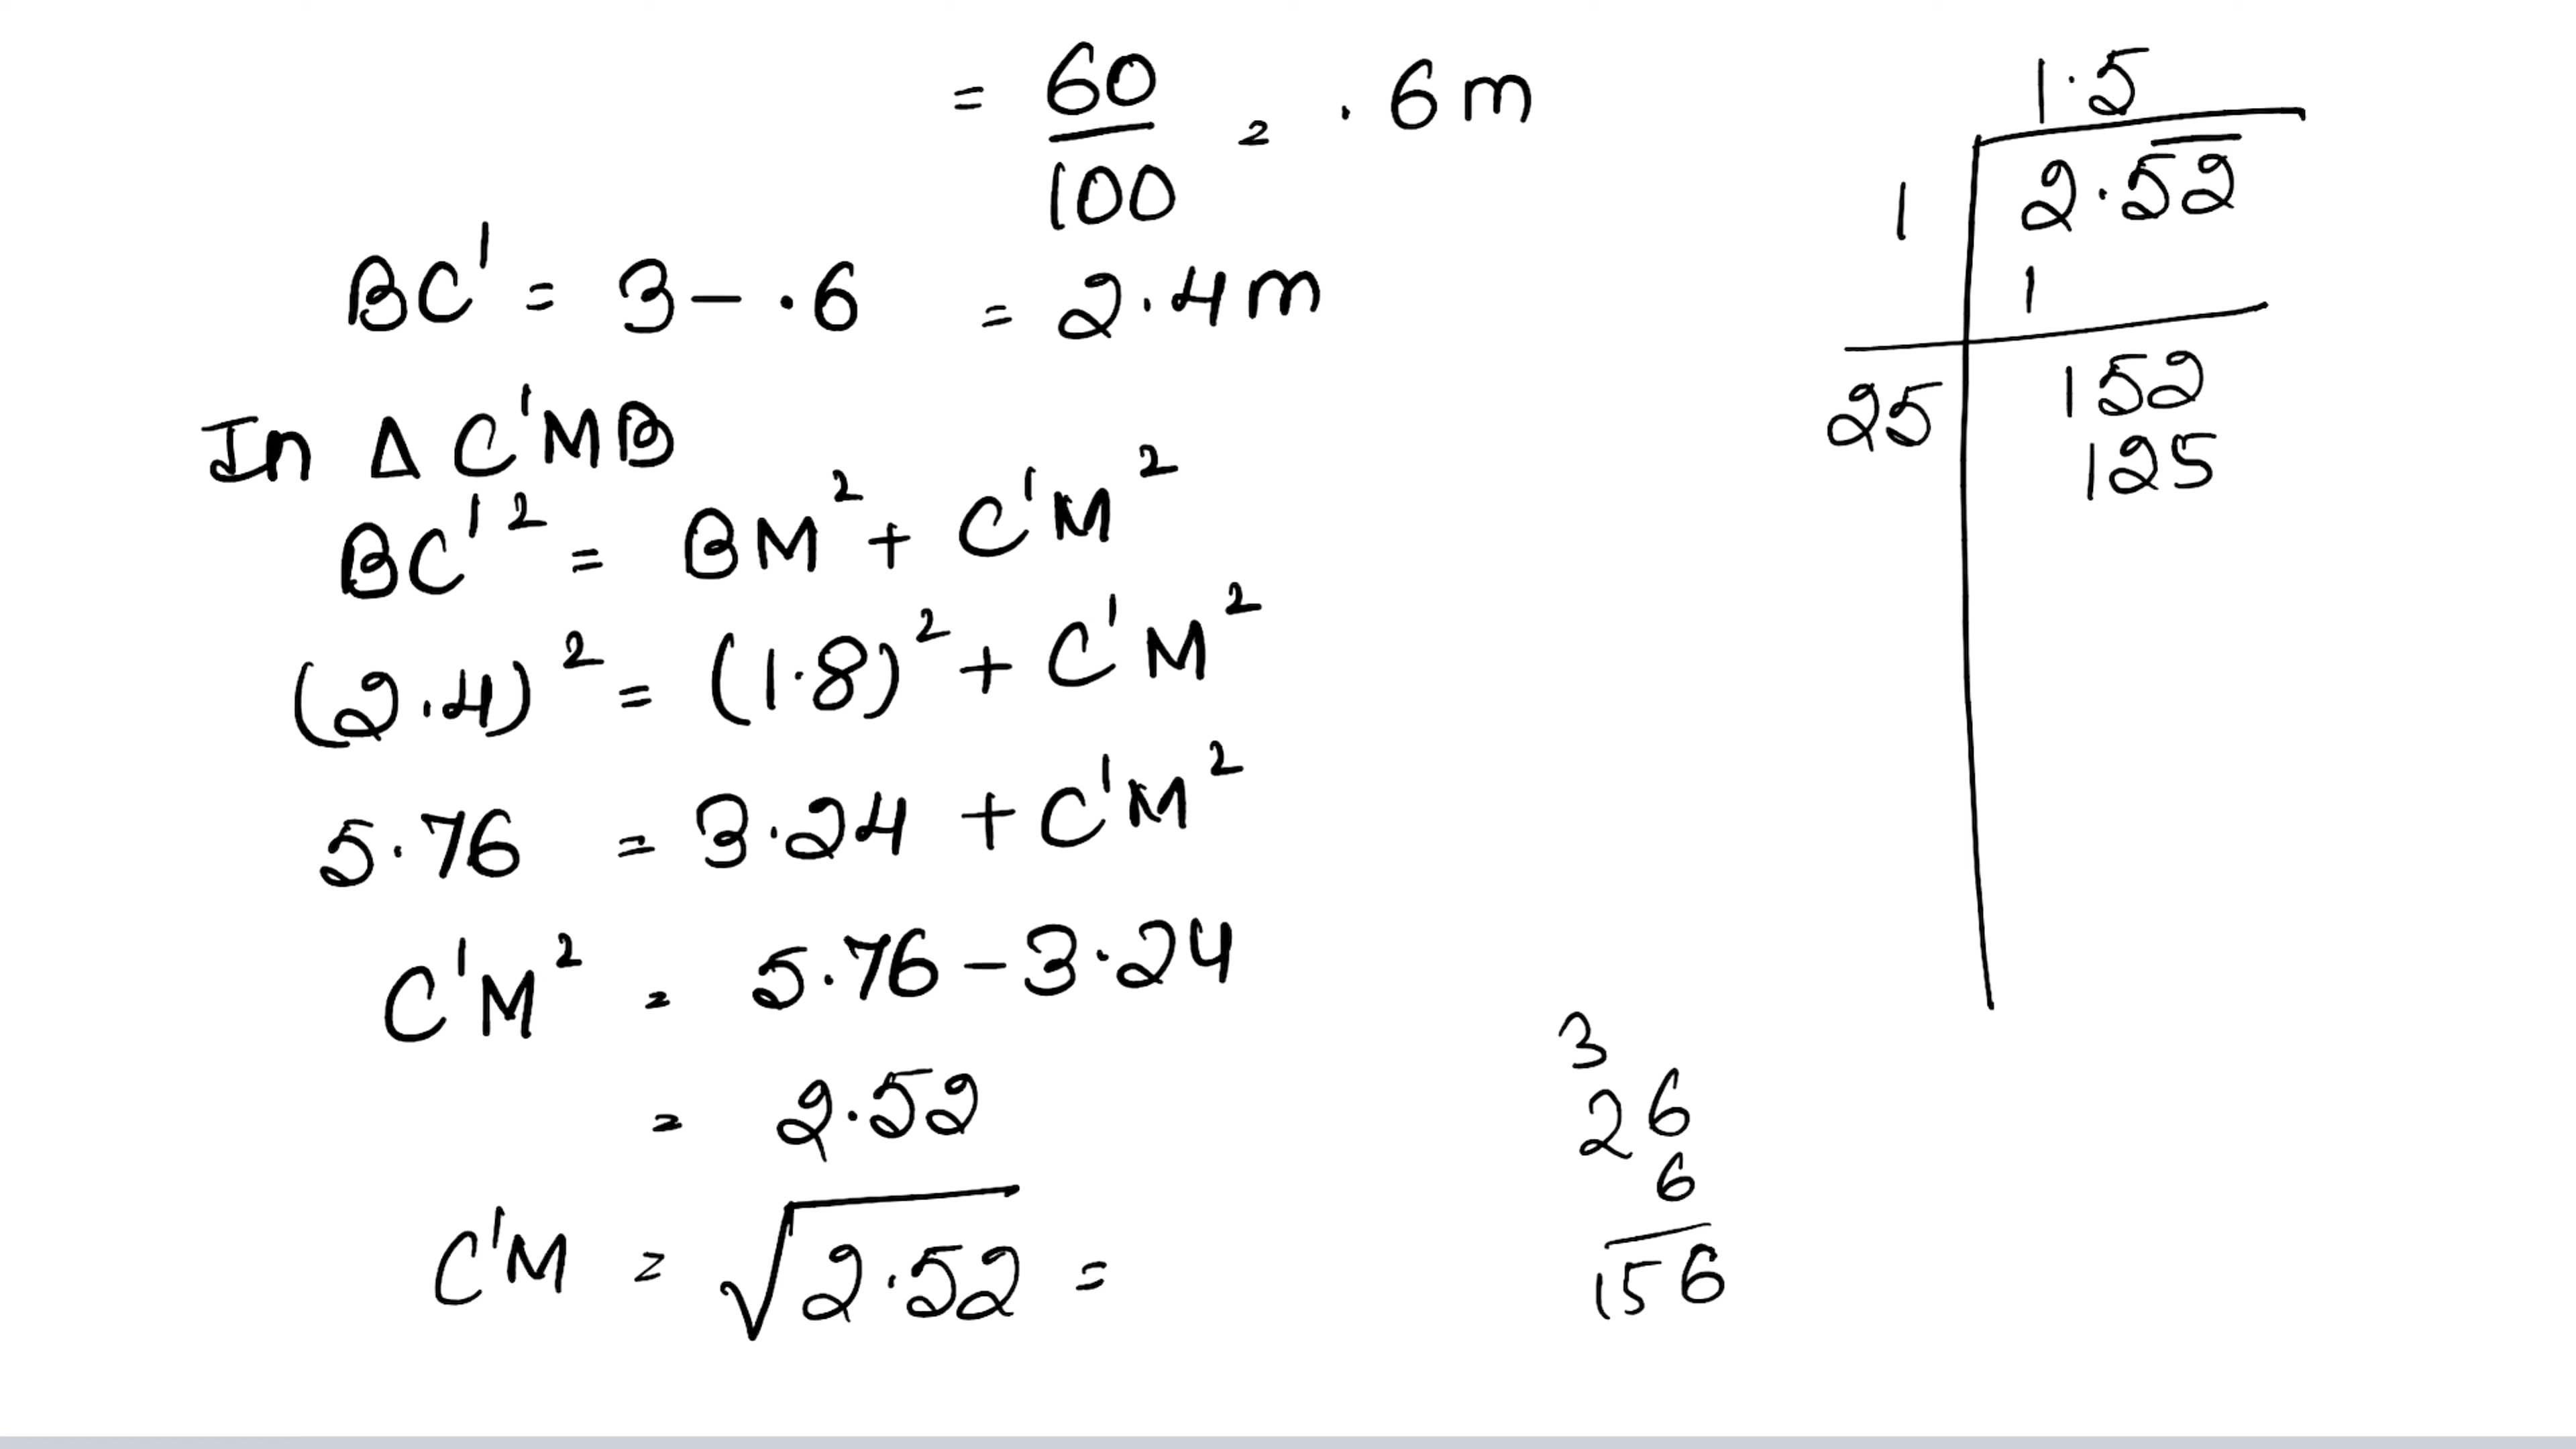 = 60/100 = .6 m
BC' = 3 - .6 = 2.4 m
In Δ C'MB
BC'² = BM² + C'M²
(2.4)² = (1.8)² + C'M²
5.76 = 3.24 + C'M²
C'M² = 5.76 - 3.24
= 2.52
C'M = √2.52 =
1.5
1 2.52
1
25 152
125
3
26
6
156